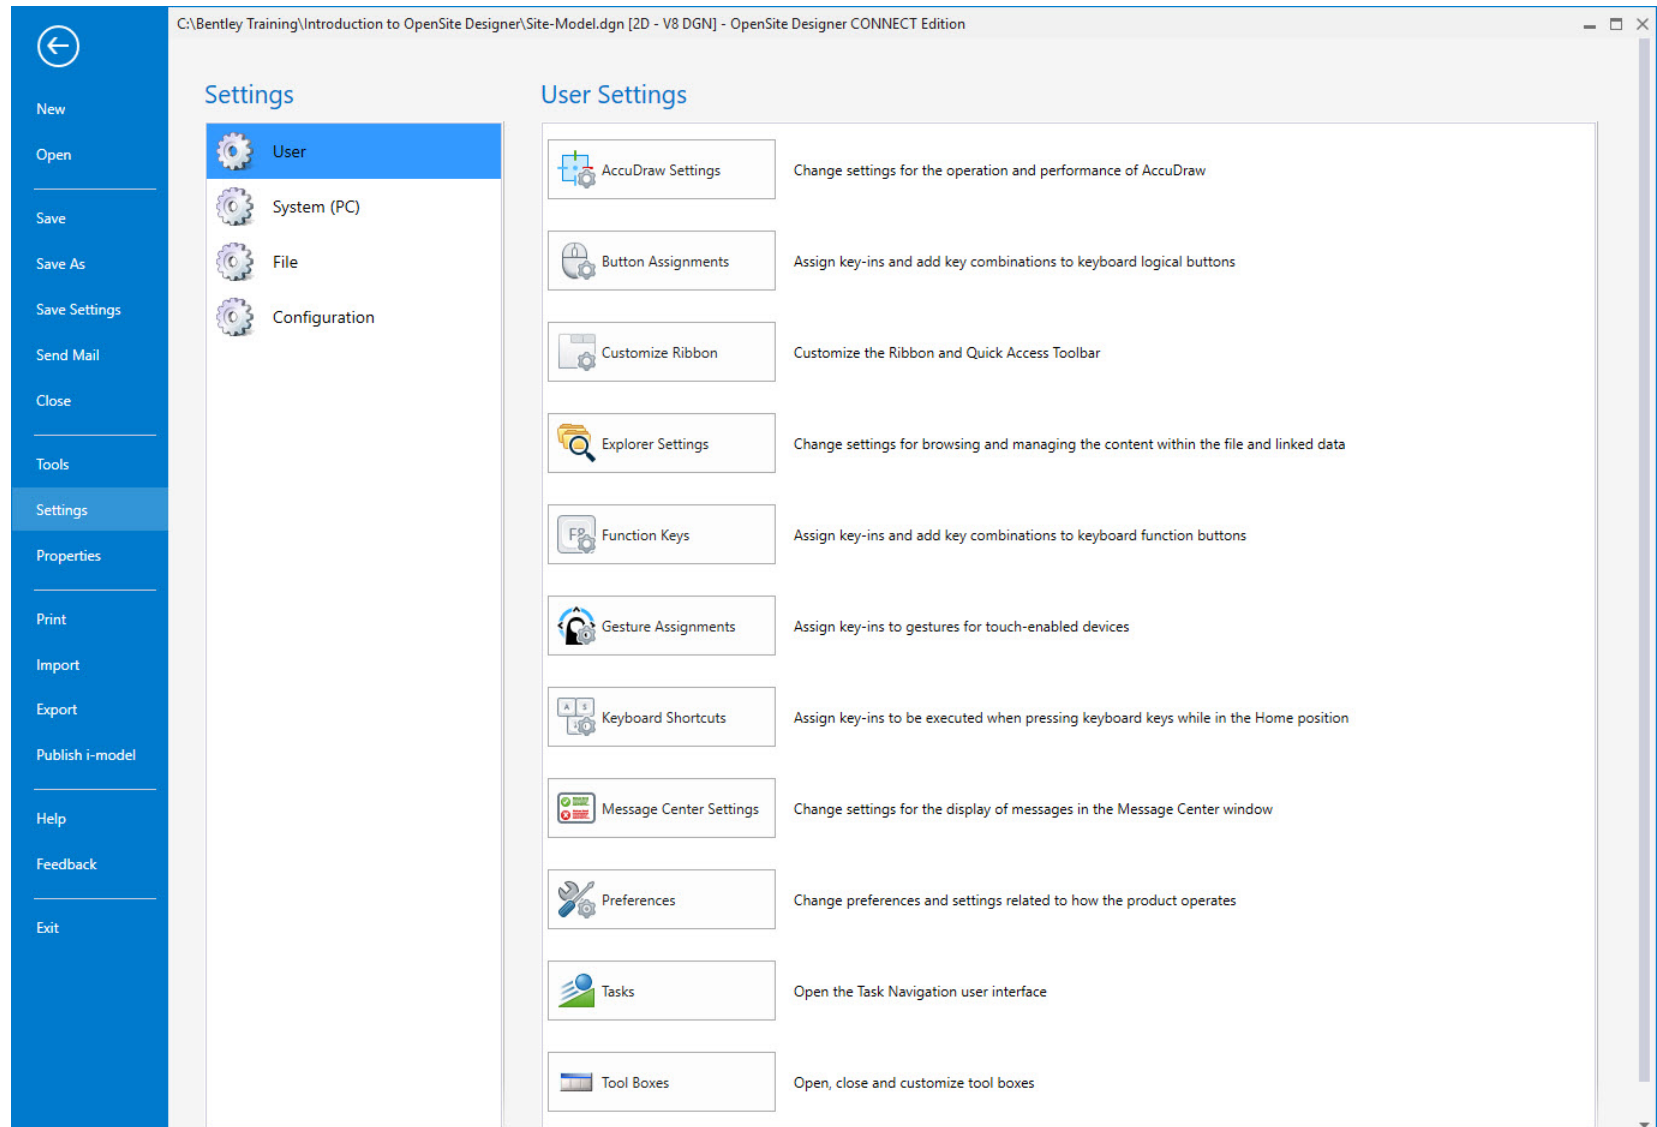 C:\Bentley Training\Introduction to OpenSite Designer\Site-Model.dgn [2D - V8 DGN] - OpenSite Designer CONNECT Edition
New
Open
Save
Save As
Save Settings
Send Mail
Close
Tools
Settings
Properties
Print
Import
Export
Publish i-model
Help
Feedback
Exit
Settings
User
System (PC)
File
Configuration
User Settings
AccuDraw Settings Change settings for the operation and performance of AccuDraw
Button Assignments Assign key-ins and add key combinations to keyboard logical buttons
Customize Ribbon Customize the Ribbon and Quick Access Toolbar
Explorer Settings Change settings for browsing and managing the content within the file and linked data
Function Keys Assign key-ins and add key combinations to keyboard function buttons
Gesture Assignments Assign key-ins to gestures for touch-enabled devices
Keyboard Shortcuts Assign key-ins to be executed when pressing keyboard keys while in the Home position
Message Center Settings Change settings for the display of messages in the Message Center window
Preferences Change preferences and settings related to how the product operates
Tasks Open the Task Navigation user interface
Tool Boxes Open, close and customize tool boxes